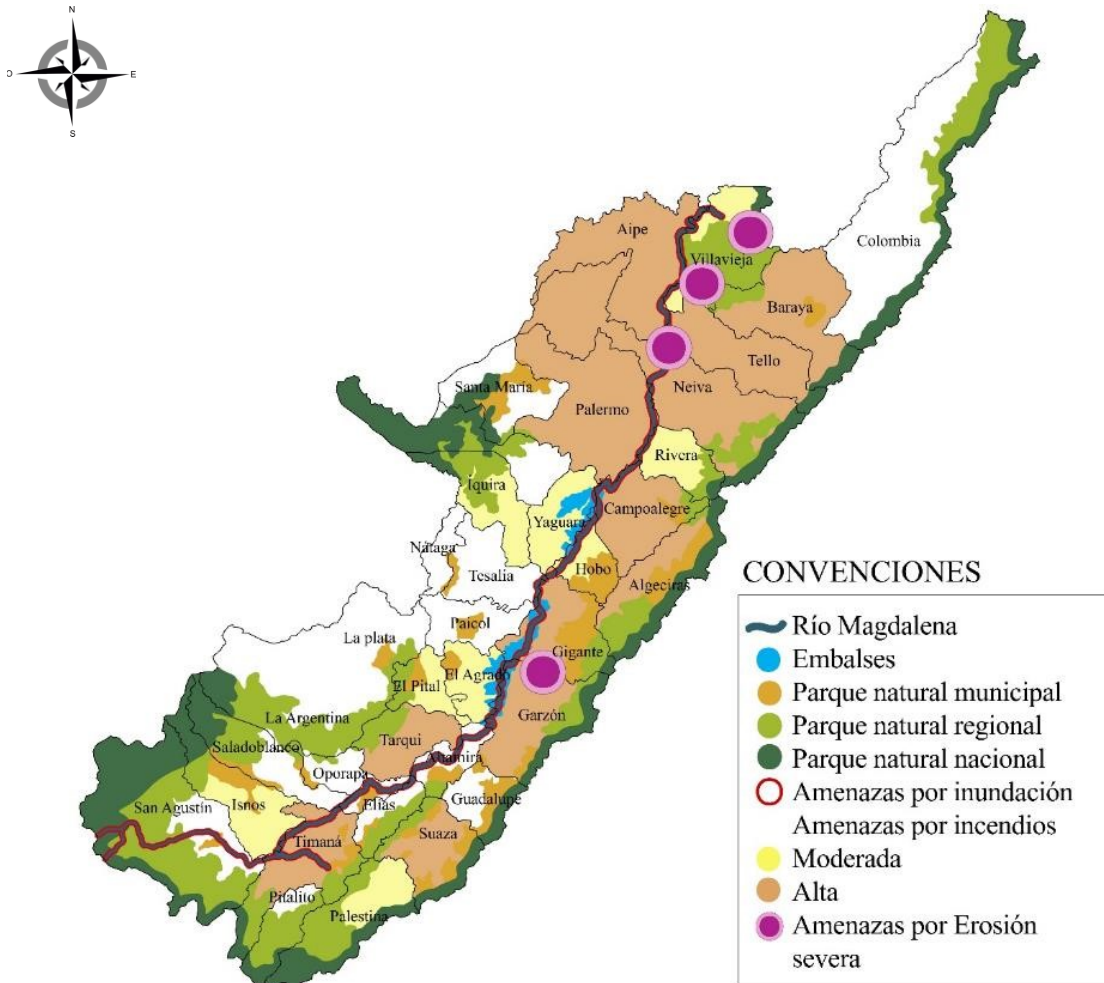 N
O
E
S
Aipe
Villavieja
Colombia
Baraya
Tello
Santa María
Neiva
Palermo
Rivera
Íquira
Campoalegre
Yaguara
Nátaga
Hobo
Tesalia
Algeciras
Paicol
La plata
Gigante
El Agrado
El Pital
Garzón
La Argentina
Tarqui
Saladoblanco
Altamira
Oporapa
Elías
Guadalupe
San Agustín
Isnos
Suaza
Timaná
Pitalito
Palestina
CONVENCIONES
Río Magdalena
Embalses
Parque natural municipal
Parque natural regional
Parque natural nacional
Amenazas por inundación
Amenazas por incendios
Moderada
Alta
Amenazas por Erosión
severa